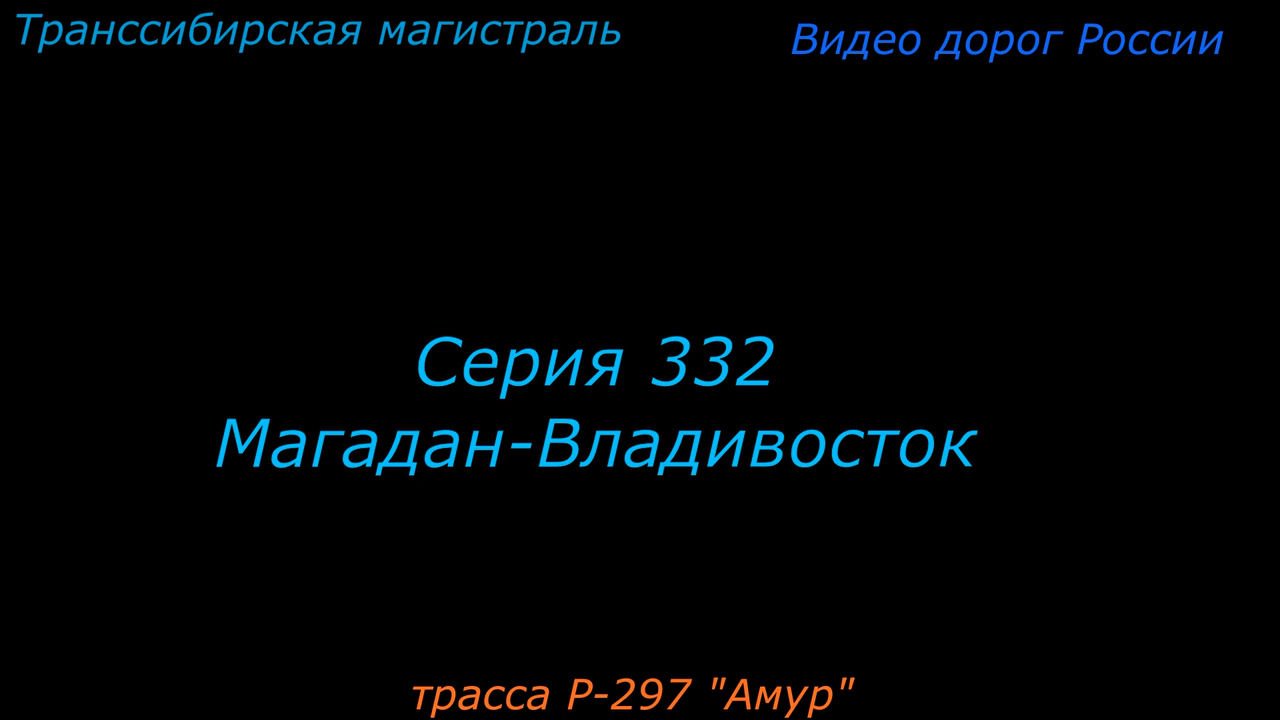 Транссибирская магистраль
Видео дорог России
Серия 332
Магадан-Владивосток
трасса Р-297 "Амур"